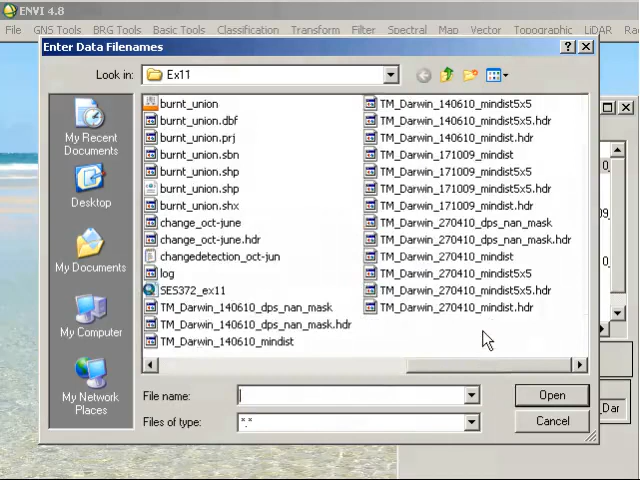 ENVI 4.8
File GNS Tools BRG Tools Basic Tools Classification Transform Filter Spectral Map Vector Topographic LiDAR
Enter Data Filenames
Look in: Ex11
My Recent
Documents
Desktop
My Documents
My Computer
My Network
Places
burnt_union
burnt_union.dbf
burnt_union.prj
burnt_union.sbn
burnt_union.shp
burnt_union.shp
burnt_union.shx
change_oct-june
change_oct-june.hdr
changedetection_oct-jun
log
SES372_ex11
TM_Darwin_140610_dps_nan_mask
TM_Darwin_140610_dps_nan_mask.hdr
TM_Darwin_140610_mindist
TM_Darwin_140610_mindist5x5
TM_Darwin_140610_mindist5x5.hdr
TM_Darwin_140610_mindist.hdr
TM_Darwin_171009_mindist
TM_Darwin_171009_mindist5x5
TM_Darwin_171009_mindist5x5.hdr
TM_Darwin_171009_mindist.hdr
TM_Darwin_270410_dps_nan_mask
TM_Darwin_270410_dps_nan_mask.hdr
TM_Darwin_270410_mindist
TM_Darwin_270410_mindist5x5
TM_Darwin_270410_mindist5x5.hdr
TM_Darwin_270410_mindist.hdr
File name:
Open
Files of type: *.*
Cancel
_Dar